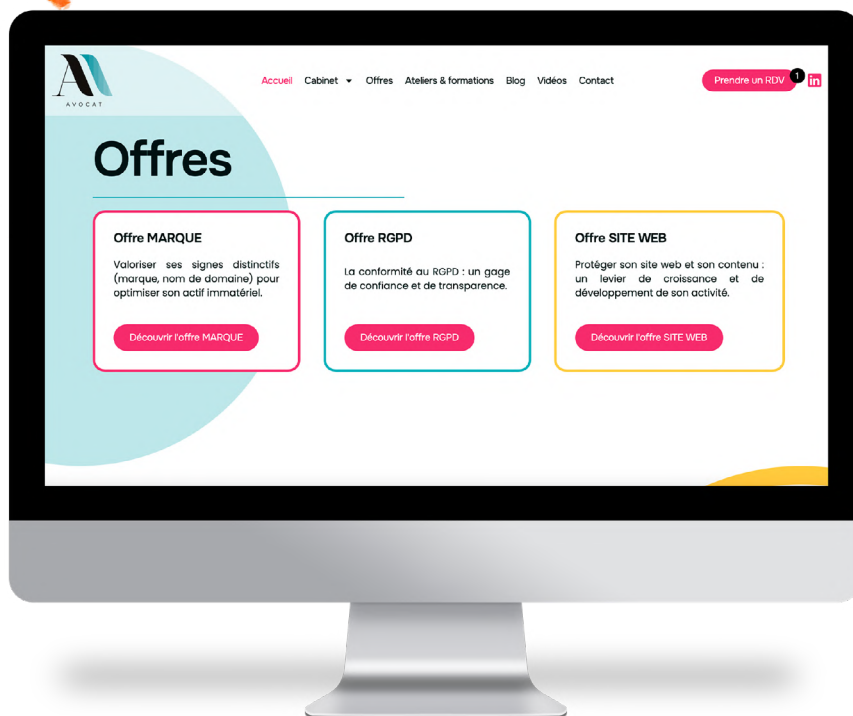 AVOCAT
Accueil Cabinet Offres Ateliers & formations Blog Vidéos Contact
Prendre un RDV 1 in
Offres
Offre MARQUE
Valoriser ses signes distinctifs
(marque, nom de domaine) pour
optimiser son actif immatériel.
Découvrir l'offre MARQUE
Offre RGPD
La conformité au RGPD : un gage
de confiance et de transparence.
Découvrir l'offre RGPD
Offre SITE WEB
Protéger son site web et son contenu :
un levier de croissance et de
développement de son activité.
Découvrir l'offre SITE WEB